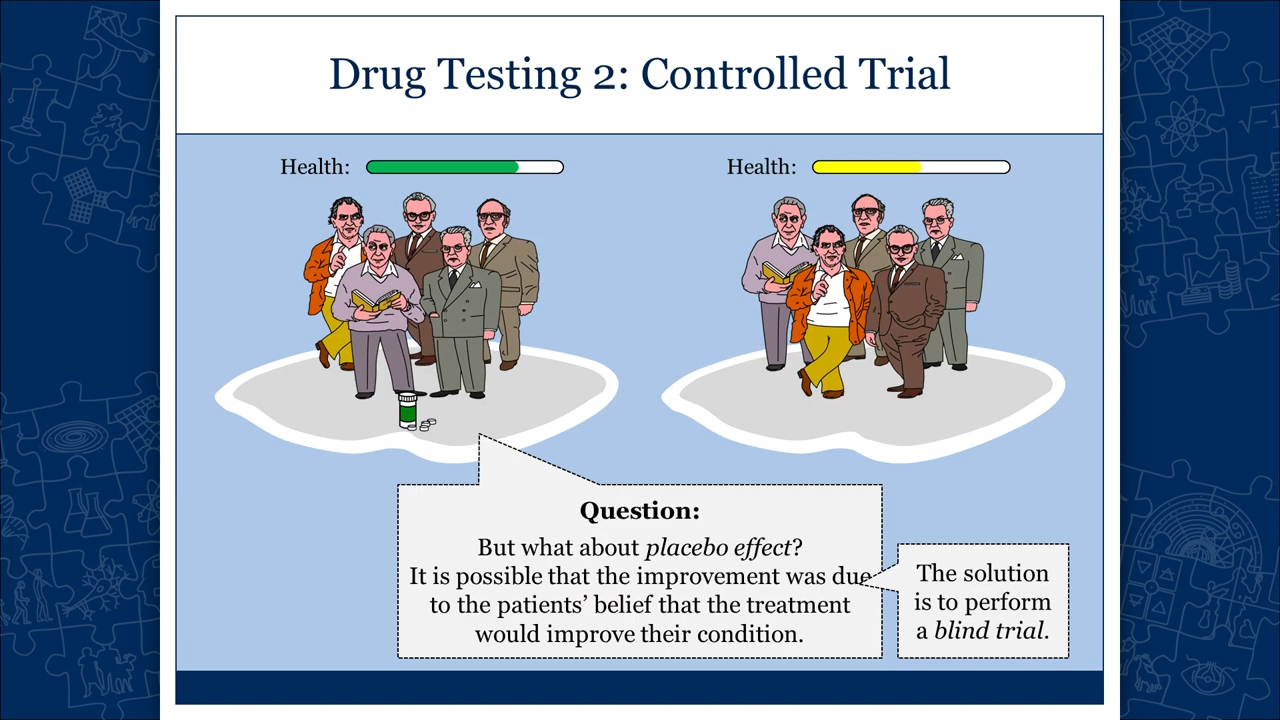 Drug Testing 2: Controlled Trial
Health:
Health:
Question:
But what about placebo effect?
It is possible that the improvement was due
to the patients’ belief that the treatment
would improve their condition.
The solution
is to perform
a blind trial.